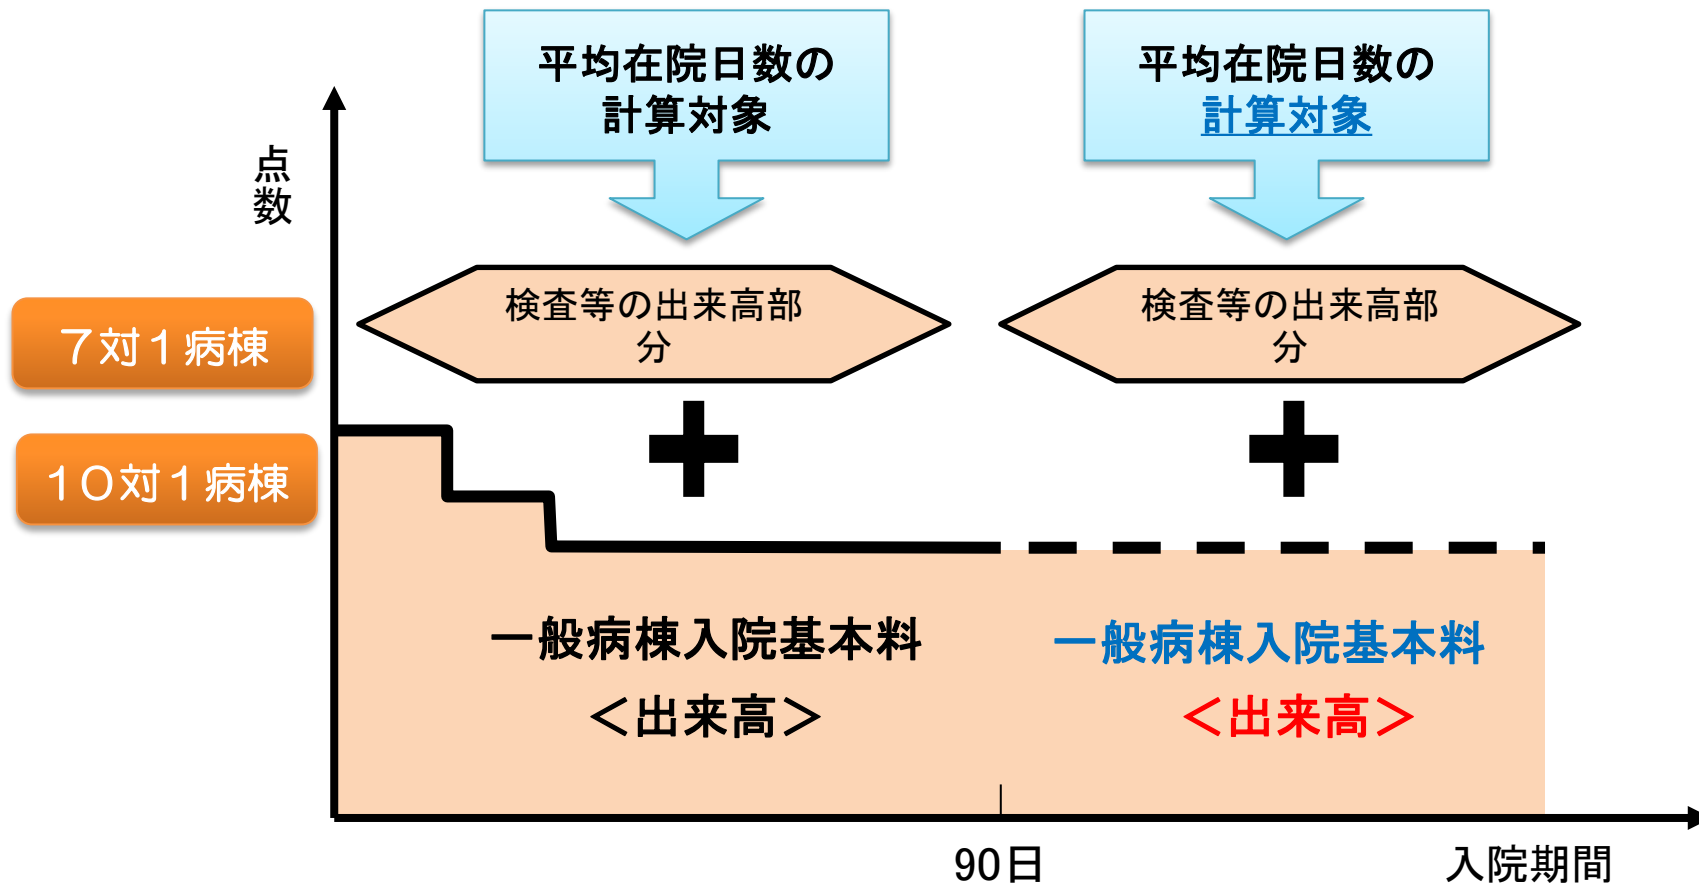 平均在院日数の
計算対象
平均在院日数の
計算対象
点
数
検査等の出来高部
分
検査等の出来高部
分
７対１病棟
１０対１病棟
一般病棟入院基本料
＜出来高＞
一般病棟入院基本料
＜出来高＞
90日
入院期間